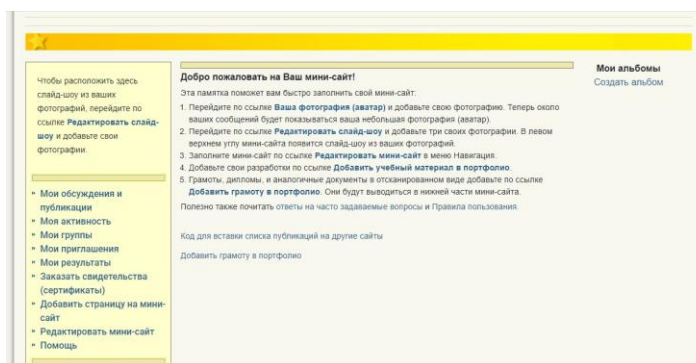 Чтобы расположить здесь
слайд-шоу из ваших
фотографий, перейдите по
ссылке Редактировать слайд-
шоу и добавьте свои
фотографии.
Мои обсуждения и
публикации
Моя активность
Мои группы
Мои приглашения
Мои результаты
Заказать свидетельства
(сертификаты)
Добавить страницу на мини-
сайт
Редактировать мини-сайт
Помощь
Добро пожаловать на Ваш мини-сайт!
Эта памятка поможет вам быстро заполнить свой мини-сайт:
1. Перейдите по ссылке Ваша фотография (аватар) и добавьте свою фотографию. Теперь около
ваших сообщений будет показываться ваша небольшая фотография (аватар).
2. Перейдите по ссылке Редактировать слайд-шоу и добавьте три своих фотографии. В левом
верхнем углу мини-сайта появится слайд-шоу из ваших фотографий.
3. Заполните мини-сайт по ссылке Редактировать мини-сайт в меню Навигация.
4. Добавьте свои разработки по ссылке Добавить учебный материал в портфолио.
5. Грамоты, дипломы, и аналогичные документы в отсканированном виде добавьте по ссылке
Добавить грамоту в портфолио. Они будут выводиться в нижней части мини-сайта.
Полезно также почитать ответы на часто задаваемые вопросы и Правила пользования.
Код для вставки списка публикаций на другие сайты
Добавить грамоту в портфолио
Мои альбомы
Создать альбом